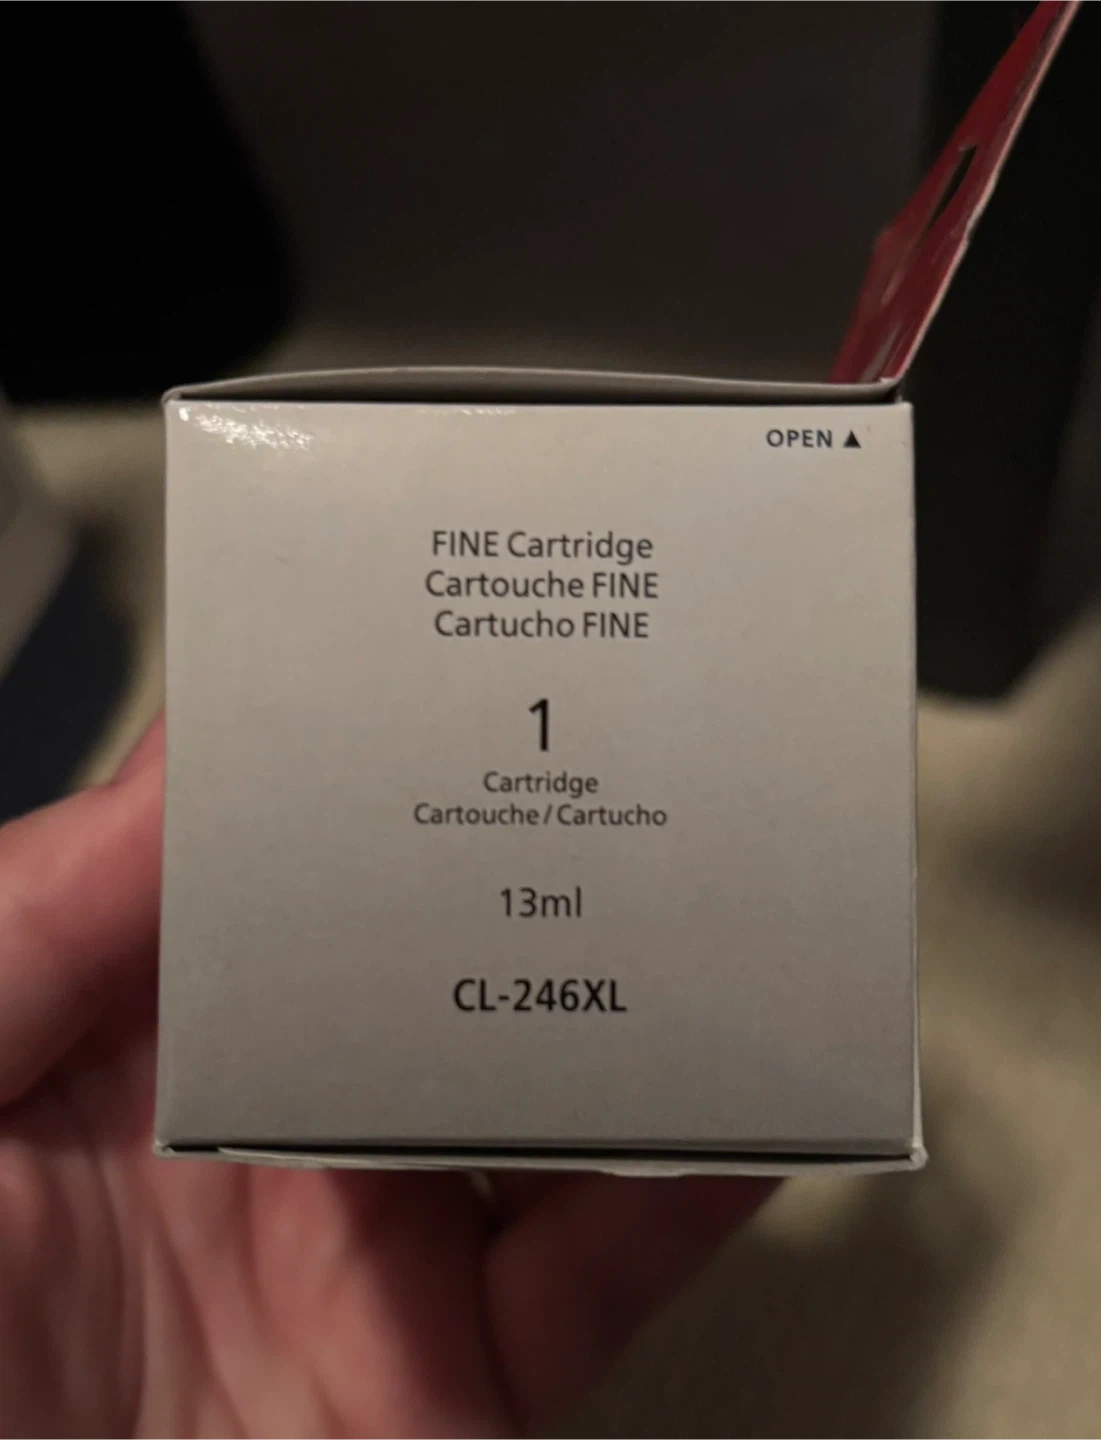 OPEN ▲
FINE Cartridge
Cartouche FINE
Cartucho FINE
1
Cartridge
Cartouche/Cartucho
13ml
CL-246XL